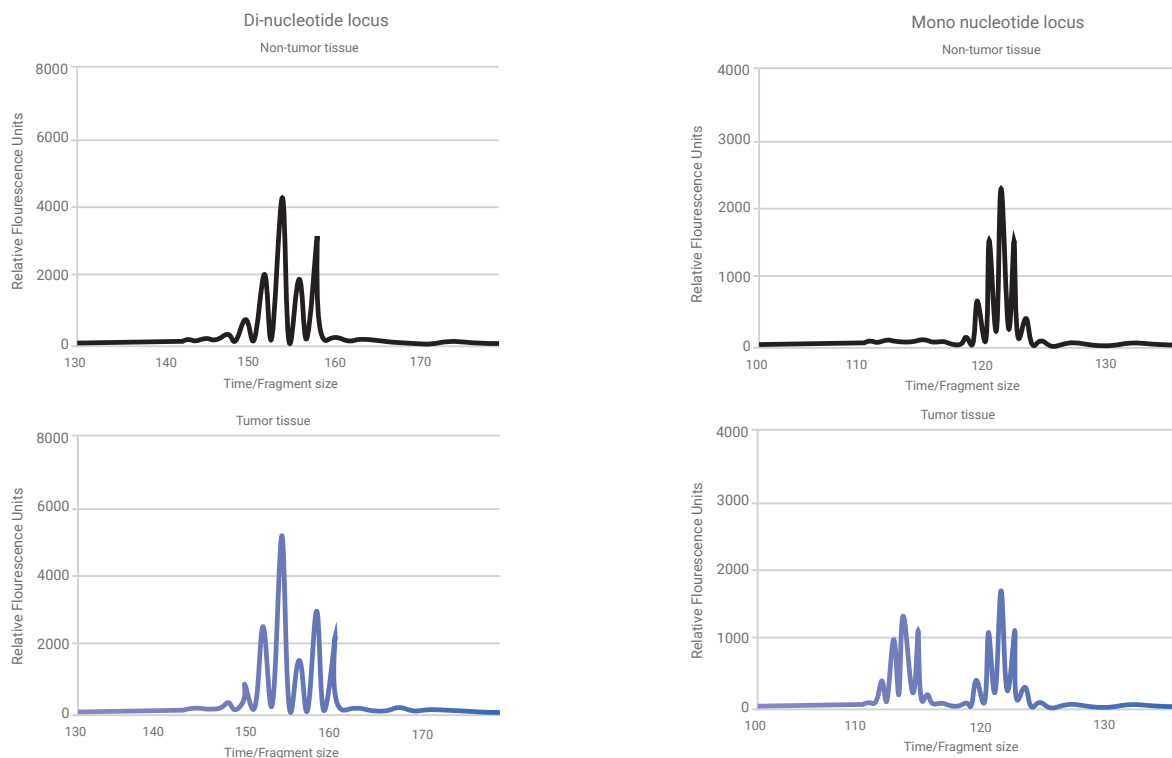 Di-nucleotide locus
Non-tumor tissue
8000
6000
4000
2000
0
Relative Flourescence Units
130 140 150 160 170
Time/Fragment size
Mono nucleotide locus
Non-tumor tissue
4000
3000
2000
1000
0
Relative Flourescence Units
100 110 120 130
Time/Fragment size
Tumor tissue
8000
6000
4000
2000
0
Relative Flourescence Units
130 140 150 160 170
Time/Fragment size
Tumor tissue
4000
3000
2000
1000
0
Relative Flourescence Units
100 110 120 130
Time/Fragment size